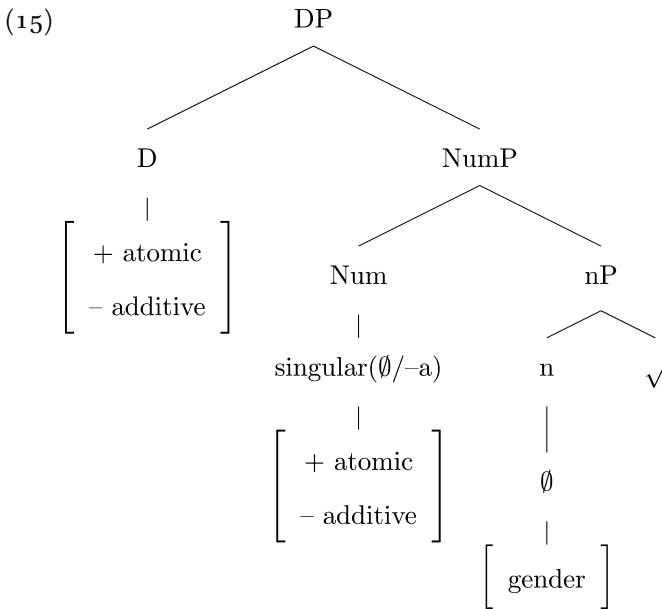 (15)
DP
D NumP
[ + atomic – additive ]
Num nP
singular(∅/–a) n √
[ + atomic – additive ]
∅
[ gender ]